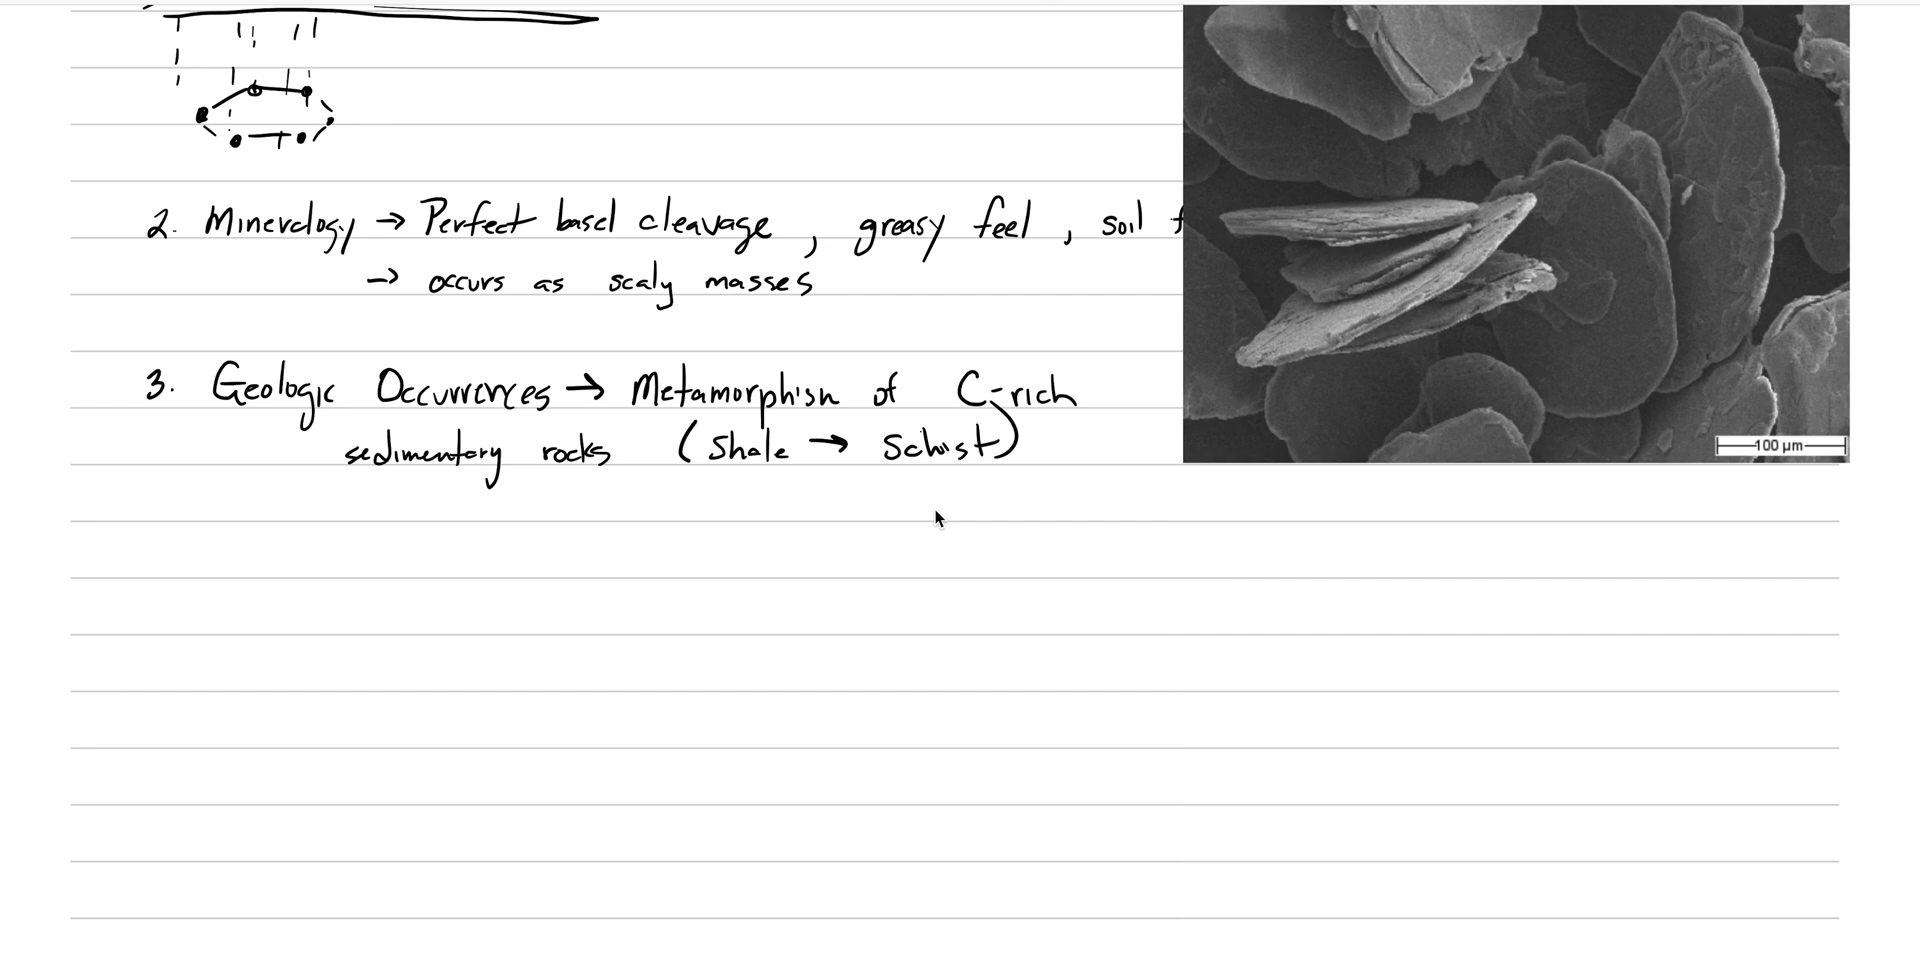 2. Minerology → Perfect basal cleavage, greasy feel, soil
→ occurs as scaly masses
3. Geologic Occurrences → Metamorphism of C-rich
sedimentary rocks (Shale → Schist)
100 µm